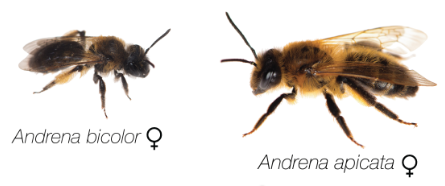 Andrena bicolor ♀
Andrena apicata ♀